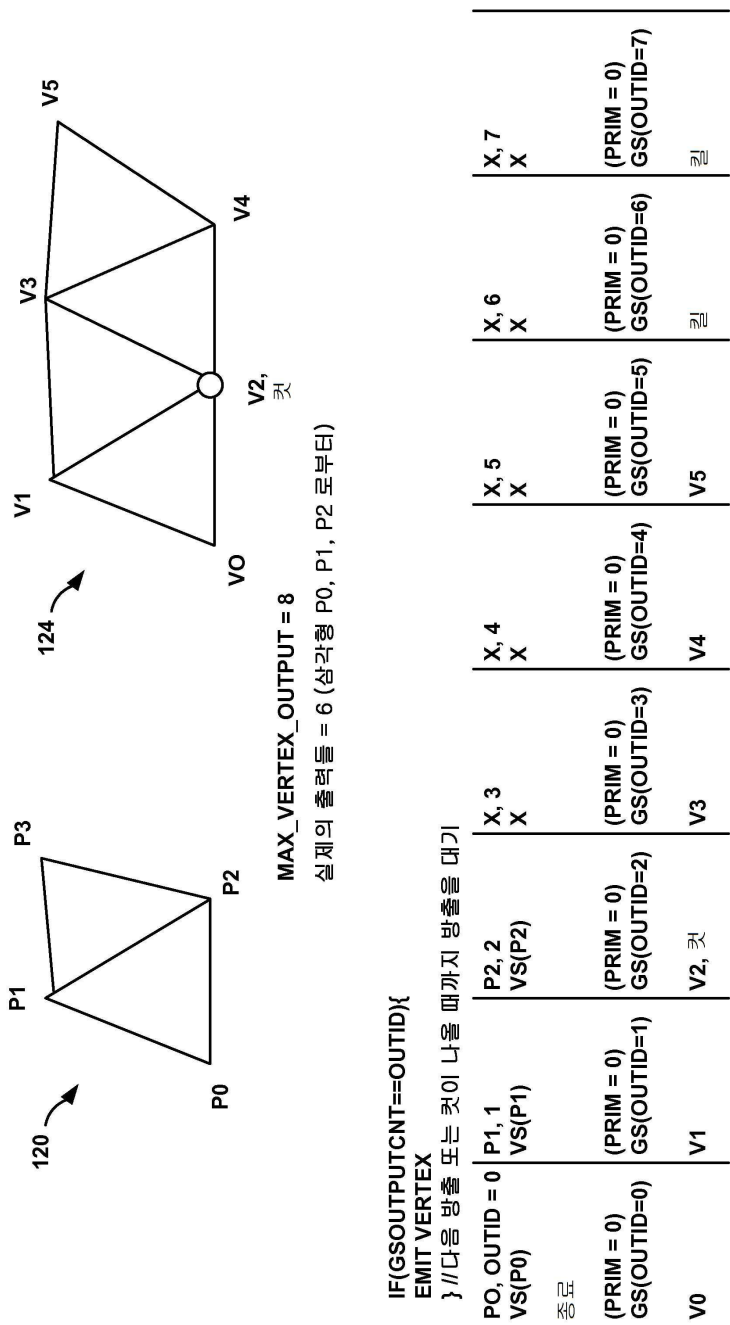 120
P0
P1
P2
P3
124
VO
V1
V2,
컷
V3
V4
V5
MAX_VERTEX_OUTPUT = 8
실제의 출력들 = 6 (삼각형 P0, P1, P2 로부터)
IF(GSOUTPUTCNT==OUTID){
EMIT VERTEX
} //다음 방출 또는 컷이 나올 때까지 방출을 대기
PO, OUTID = 0
VS(P0)
종료
(PRIM = 0)
GS(OUTID=0)
V0
P1, 1
VS(P1)
(PRIM = 0)
GS(OUTID=1)
V1
P2, 2
VS(P2)
(PRIM = 0)
GS(OUTID=2)
V2, 컷
X, 3
X
(PRIM = 0)
GS(OUTID=3)
V3
X, 4
X
(PRIM = 0)
GS(OUTID=4)
V4
X, 5
X
(PRIM = 0)
GS(OUTID=5)
V5
X, 6
X
(PRIM = 0)
GS(OUTID=6)
킬
X, 7
X
(PRIM = 0)
GS(OUTID=7)
킬